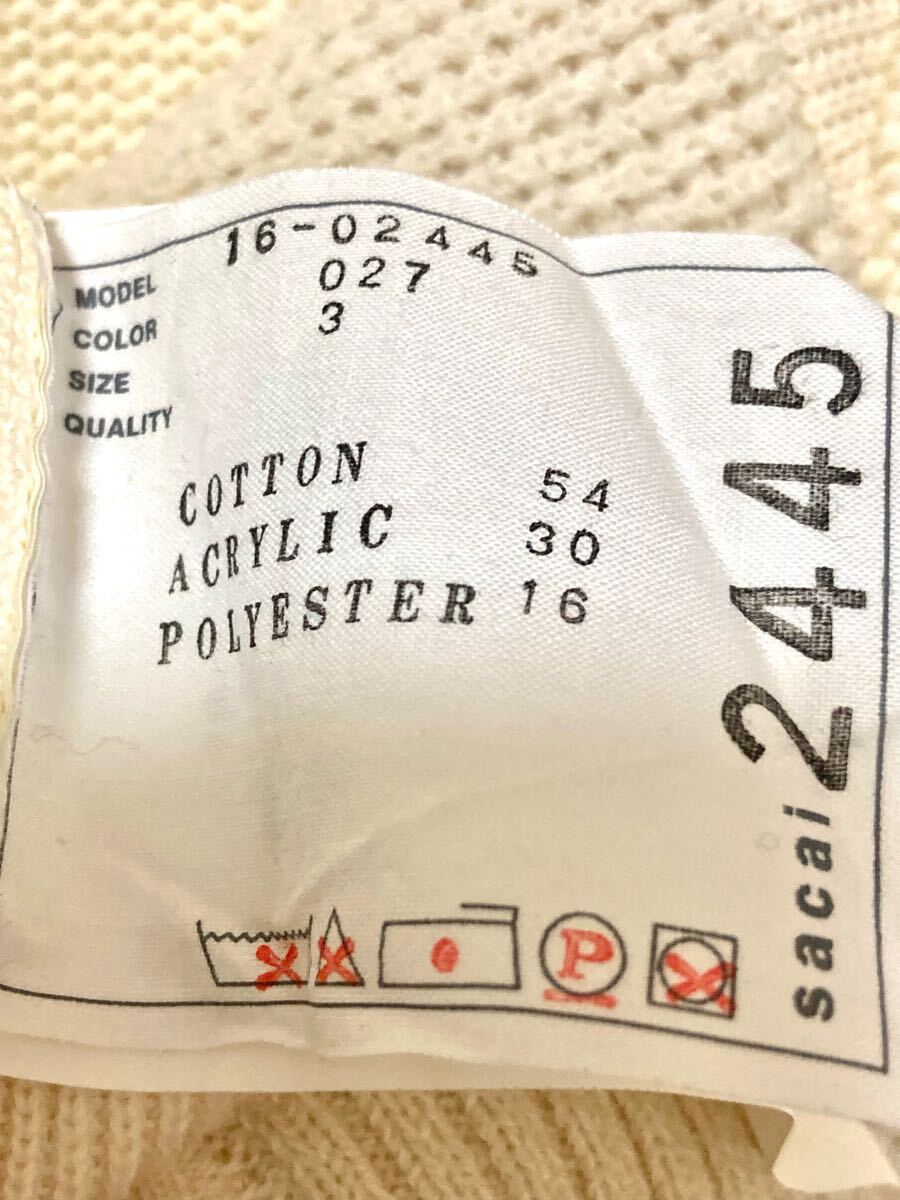 MODEL 16-02445
COLOR 027
SIZE 3
QUALITY
COTTON 54
ACRYLIC 30
POLYESTER 16
P
sacai 2445